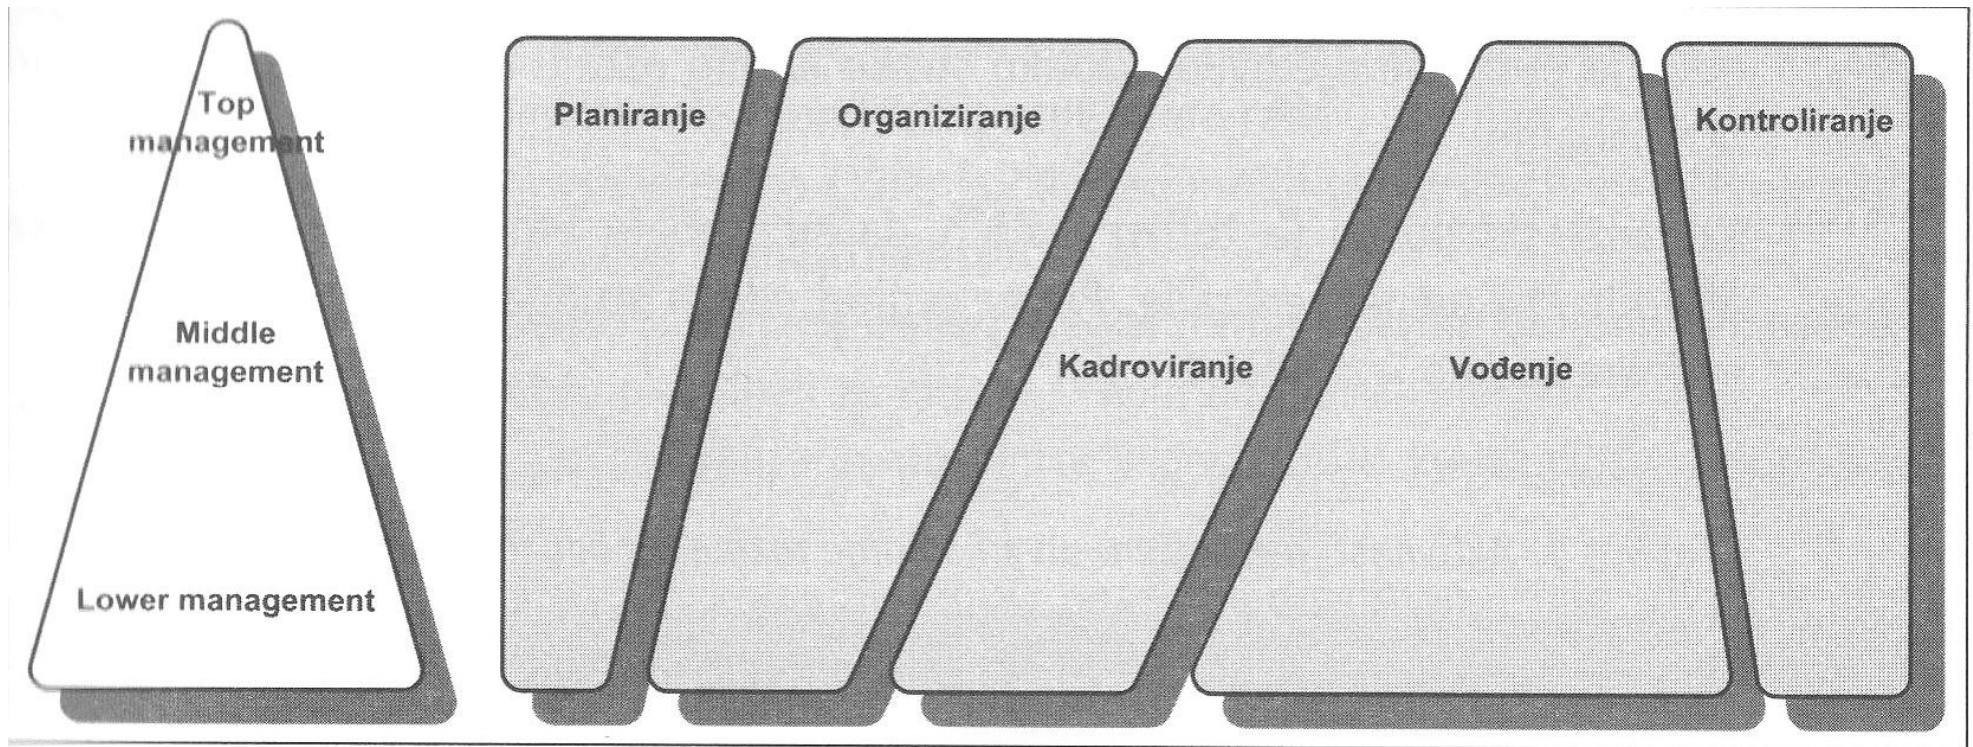 Top
management
Middle
management
Lower management
Planiranje
Organiziranje
Kadroviranje
Vođenje
Kontroliranje